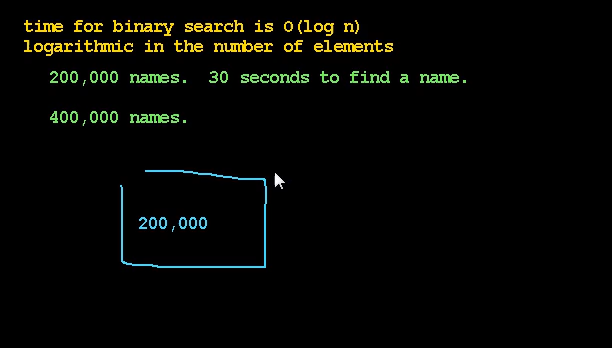 time for binary search is O(log n)
logarithmic in the number of elements
200,000 names.  30 seconds to find a name.
400,000 names.
200,000